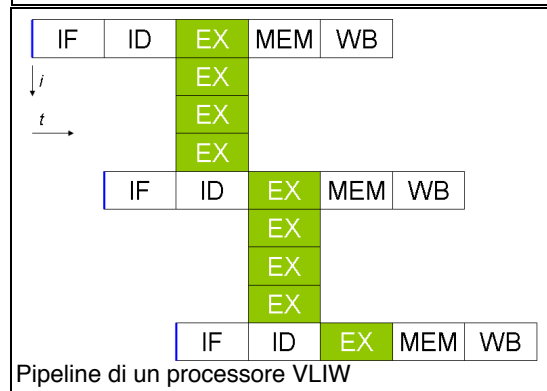 IF ID EX MEM WB
i
EX
t
EX
EX
IF ID EX MEM WB
EX
EX
EX
IF ID EX MEM WB
Pipeline di un processore VLIW